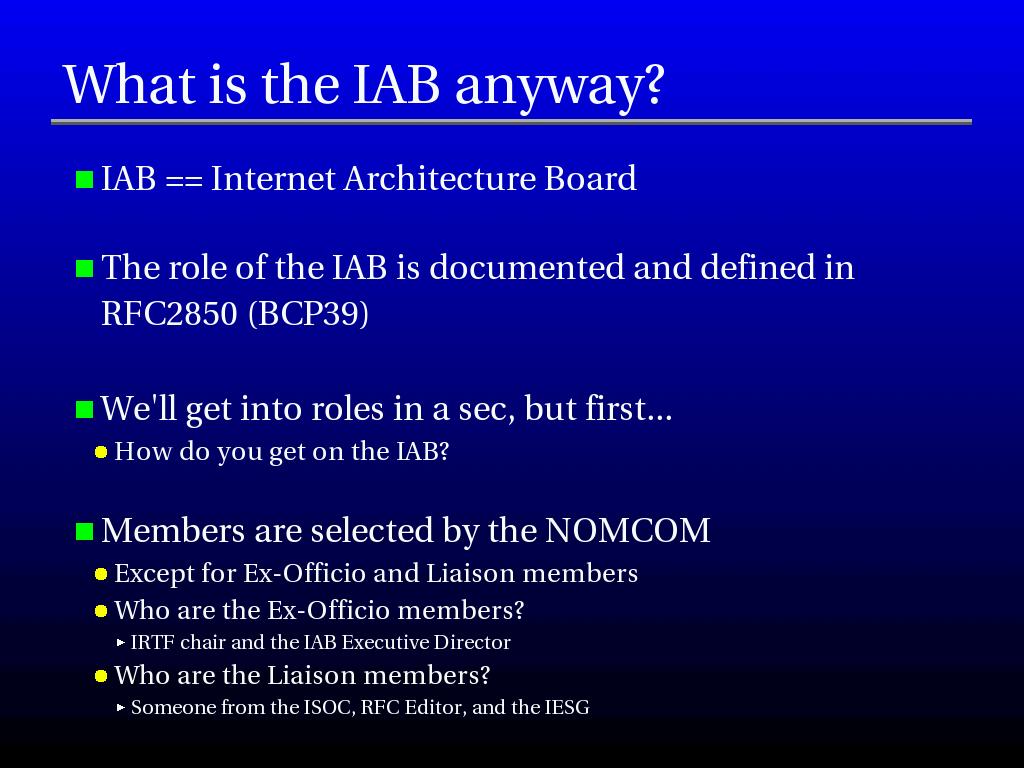 What is the IAB anyway?
IAB == Internet Architecture Board
The role of the IAB is documented and defined in
RFC2850 (BCP39)
We'll get into roles in a sec, but first...
How do you get on the IAB?
Members are selected by the NOMCOM
Except for Ex-Officio and Liaison members
Who are the Ex-Officio members?
IRTF chair and the IAB Executive Director
Who are the Liaison members?
Someone from the ISOC, RFC Editor, and the IESG